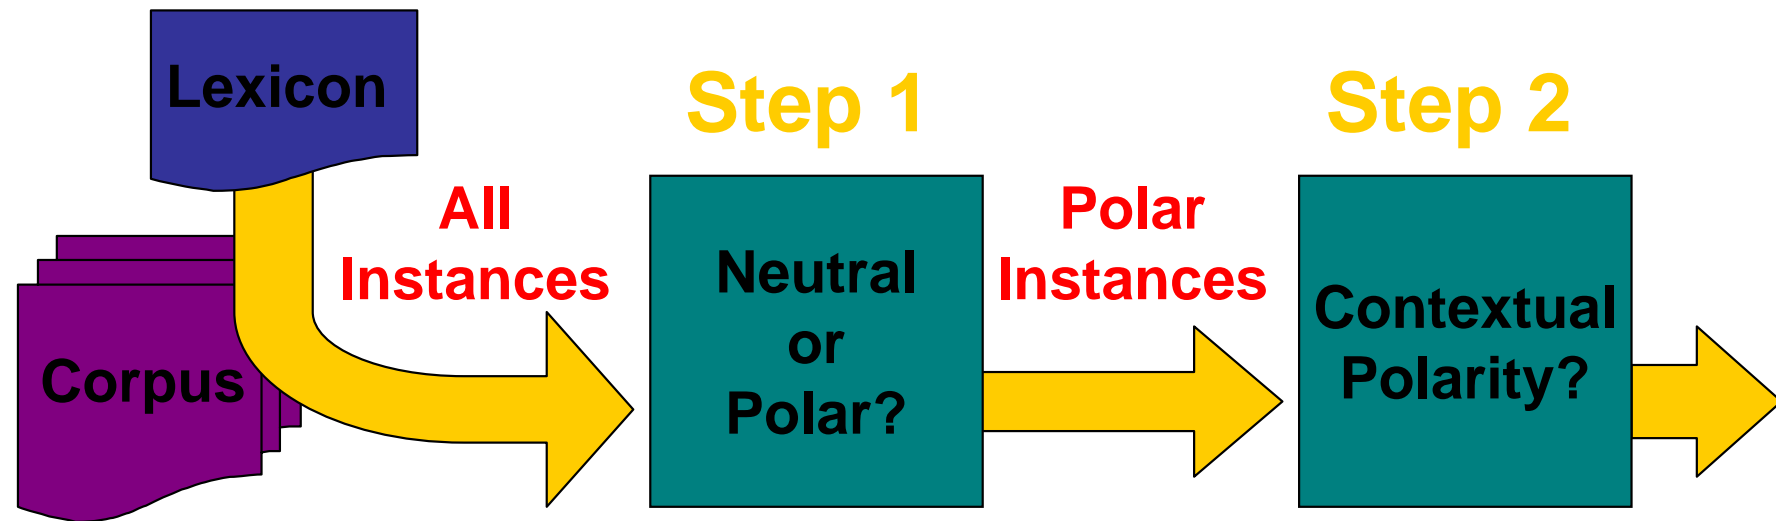 Lexicon
Corpus
All
Instances
Step 1
Neutral
or
Polar?
Polar
Instances
Step 2
Contextual
Polarity?